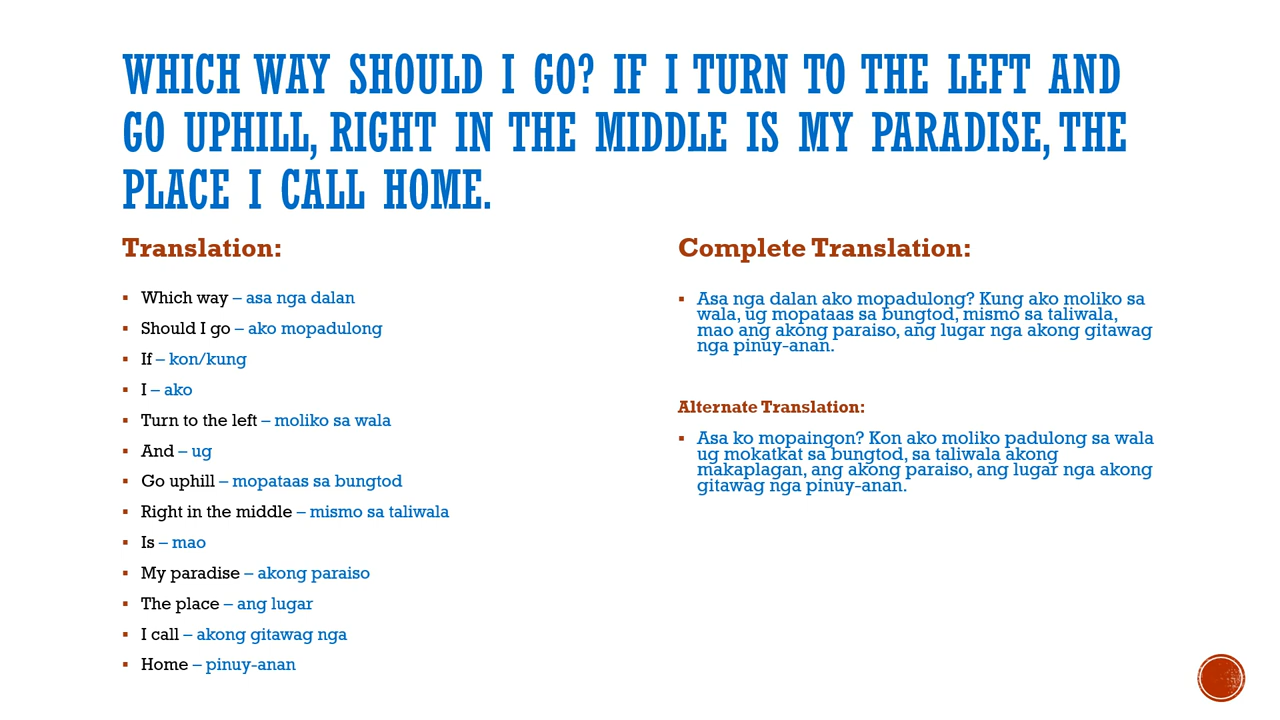 WHICH WAY SHOULD I GO? IF I TURN TO THE LEFT AND
GO UPHILL, RIGHT IN THE MIDDLE IS MY PARADISE, THE
PLACE I CALL HOME.
Translation:
▪ Which way – asa nga dalan
▪ Should I go – ako mopadulong
▪ If – kon/kung
▪ I – ako
▪ Turn to the left – moliko sa wala
▪ And – ug
▪ Go uphill – mopataas sa bungtod
▪ Right in the middle – mismo sa taliwala
▪ Is – mao
▪ My paradise – akong paraiso
▪ The place – ang lugar
▪ I call – akong gitawag nga
▪ Home – pinuy-anan
Complete Translation:
▪ Asa nga dalan ako mopadulong? Kung ako moliko sa
wala, ug mopataas sa bungtod, mismo sa taliwala,
mao ang akong paraiso, ang lugar nga akong gitawag
nga pinuy-anan.
Alternate Translation:
▪ Asa ko mopaingon? Kon ako moliko padulong sa wala
ug mokatkat sa bungtod, sa taliwala akong
makaplagan, ang akong paraiso, ang lugar nga akong
gitawag nga pinuy-anan.